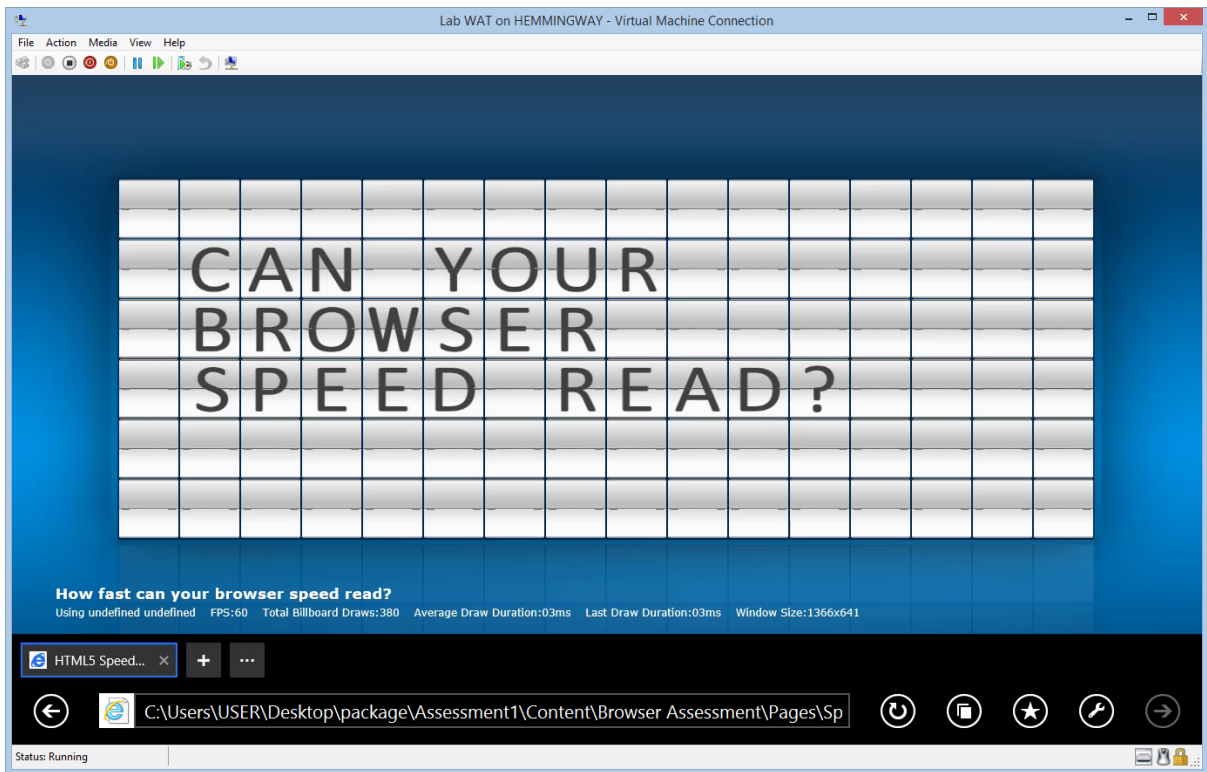 Lab WAT on HEMMINGWAY - Virtual Machine Connection
File Action Media View Help
CAN YOUR
BROWSER
SPEED READ?
How fast can your browser speed read?
Using undefined undefined FPS:60 Total Billboard Draws:380 Average Draw Duration:03ms Last Draw Duration:03ms Window Size:1366x641
HTML5 Speed...
C:\Users\USER\Desktop\package\Assessment1\Content\Browser Assessment\Pages\Sp
Status: Running